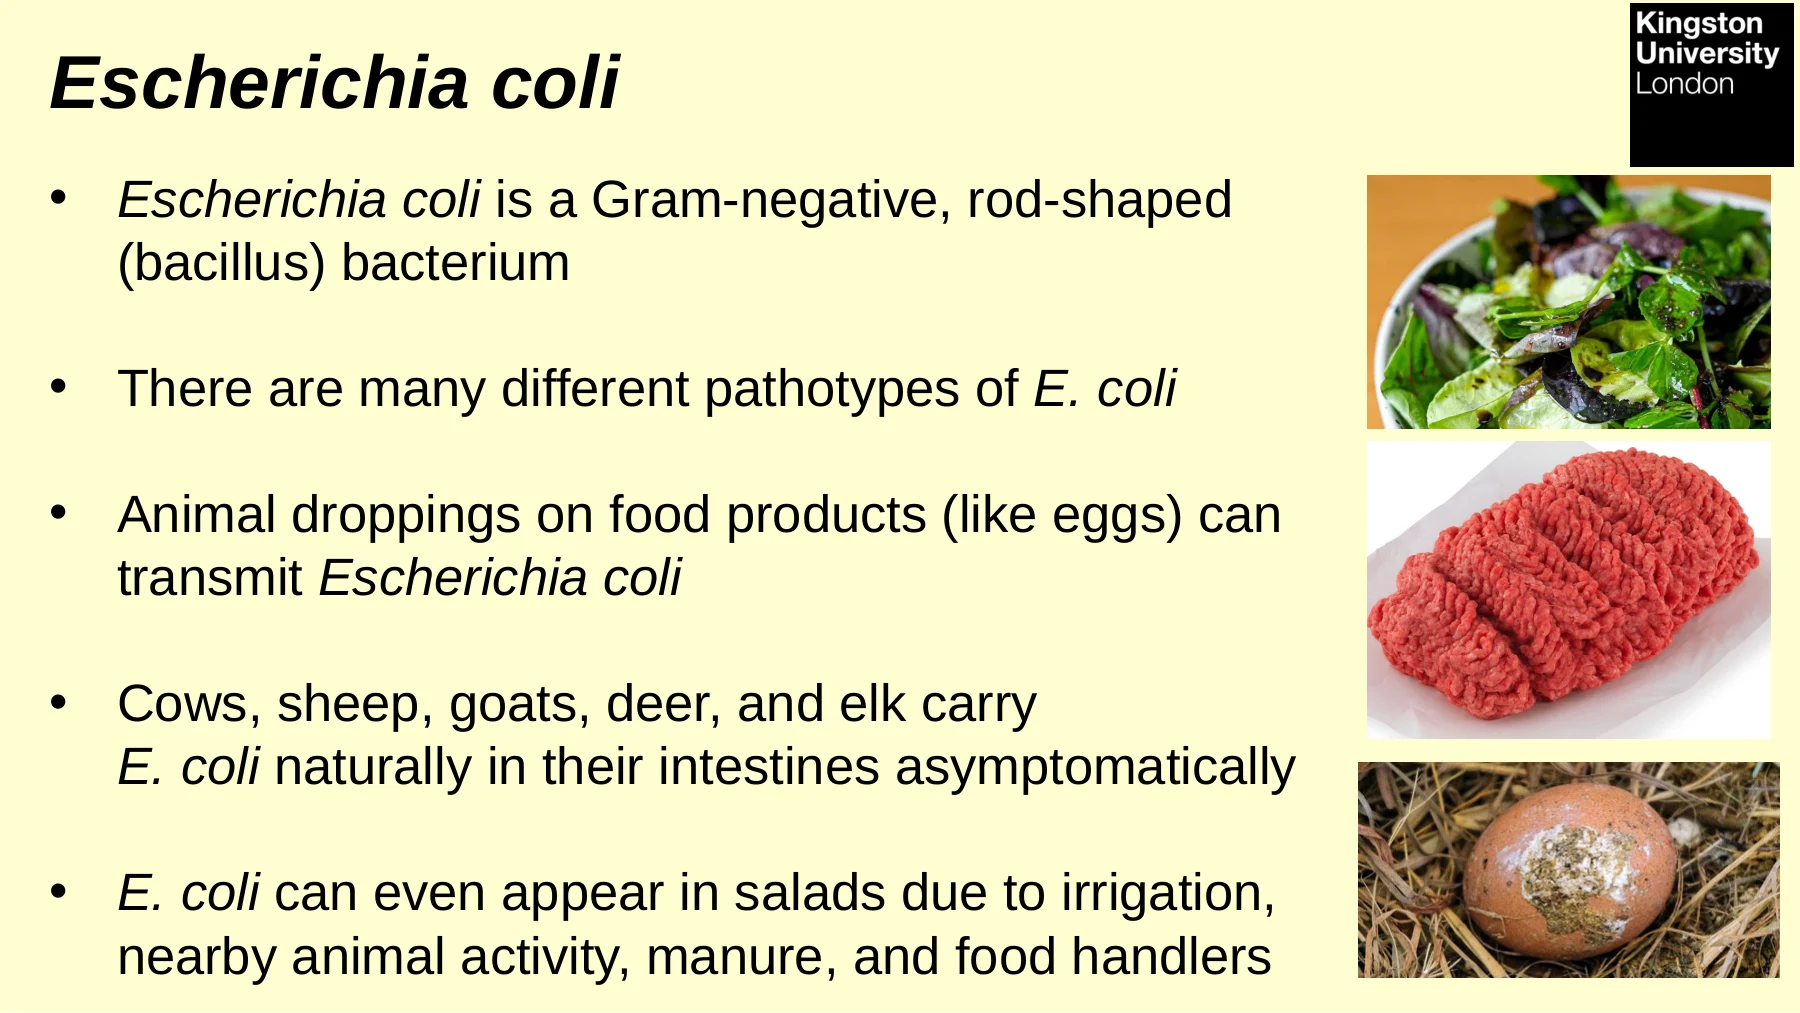 Escherichia coli
Kingston
University
London
• Escherichia coli is a Gram-negative, rod-shaped
(bacillus) bacterium
• There are many different pathotypes of E. coli
• Animal droppings on food products (like eggs) can
transmit Escherichia coli
• Cows, sheep, goats, deer, and elk carry
E. coli naturally in their intestines asymptomatically
• E. coli can even appear in salads due to irrigation,
nearby animal activity, manure, and food handlers